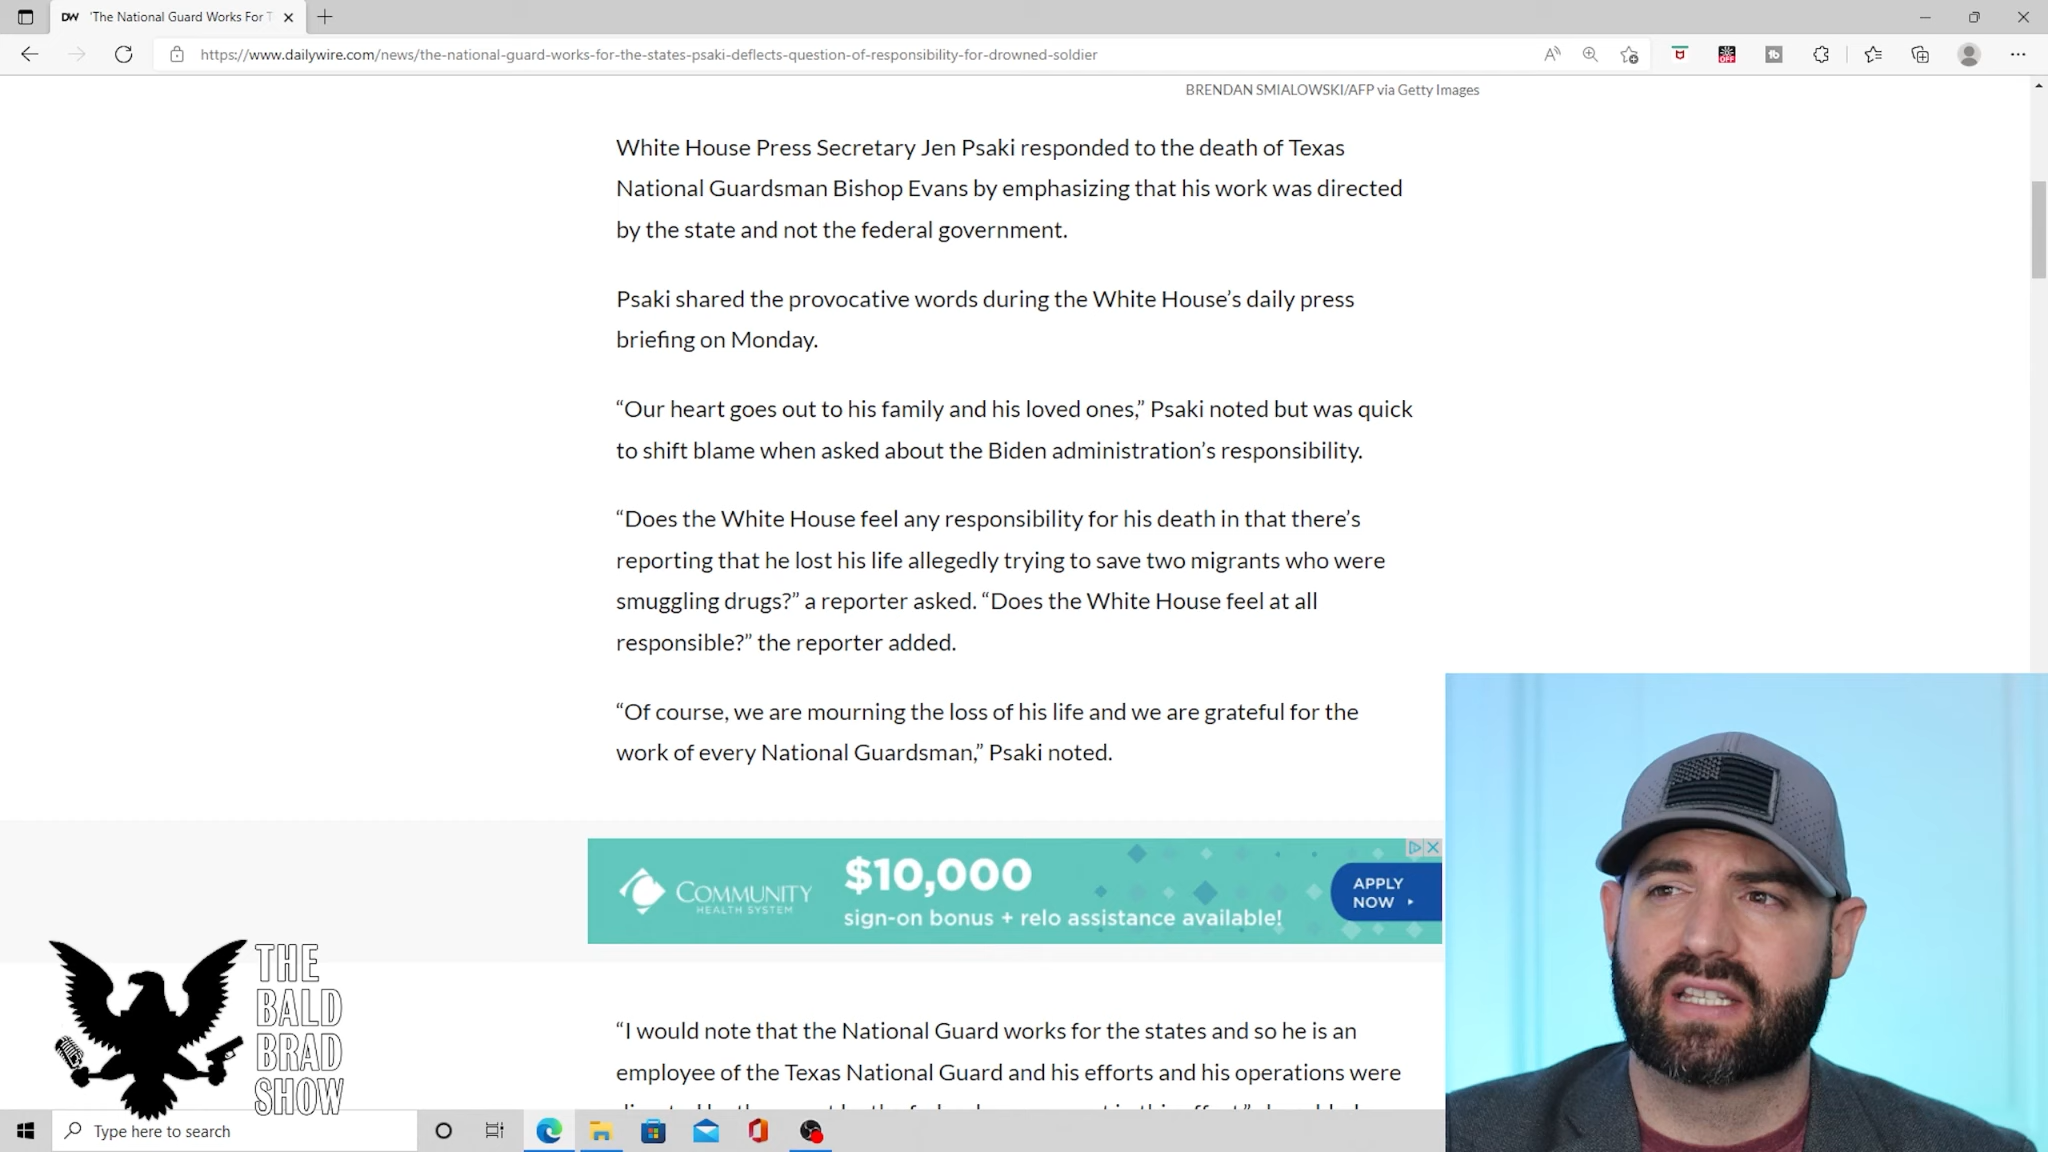 DW 'The National Guard Works For T
https://www.dailywire.com/news/the-national-guard-works-for-the-states-psaki-deflects-question-of-responsibility-for-drowned-soldier
BRENDAN SMIALOWSKI/AFP via Getty Images
White House Press Secretary Jen Psaki responded to the death of Texas
National Guardsman Bishop Evans by emphasizing that his work was directed
by the state and not the federal government.
Psaki shared the provocative words during the White House’s daily press
briefing on Monday.
“Our heart goes out to his family and his loved ones,” Psaki noted but was quick
to shift blame when asked about the Biden administration’s responsibility.
“Does the White House feel any responsibility for his death in that there’s
reporting that he lost his life allegedly trying to save two migrants who were
smuggling drugs?” a reporter asked. “Does the White House feel at all
responsible?” the reporter added.
“Of course, we are mourning the loss of his life and we are grateful for the
work of every National Guardsman,” Psaki noted.
COMMUNITY
HEALTH SYSTEM
$10,000
sign-on bonus + relo assistance available!
APPLY
NOW
THE
BALD
BRAD
SHOW
“I would note that the National Guard works for the states and so he is an
employee of the Texas National Guard and his efforts and his operations were
Type here to search